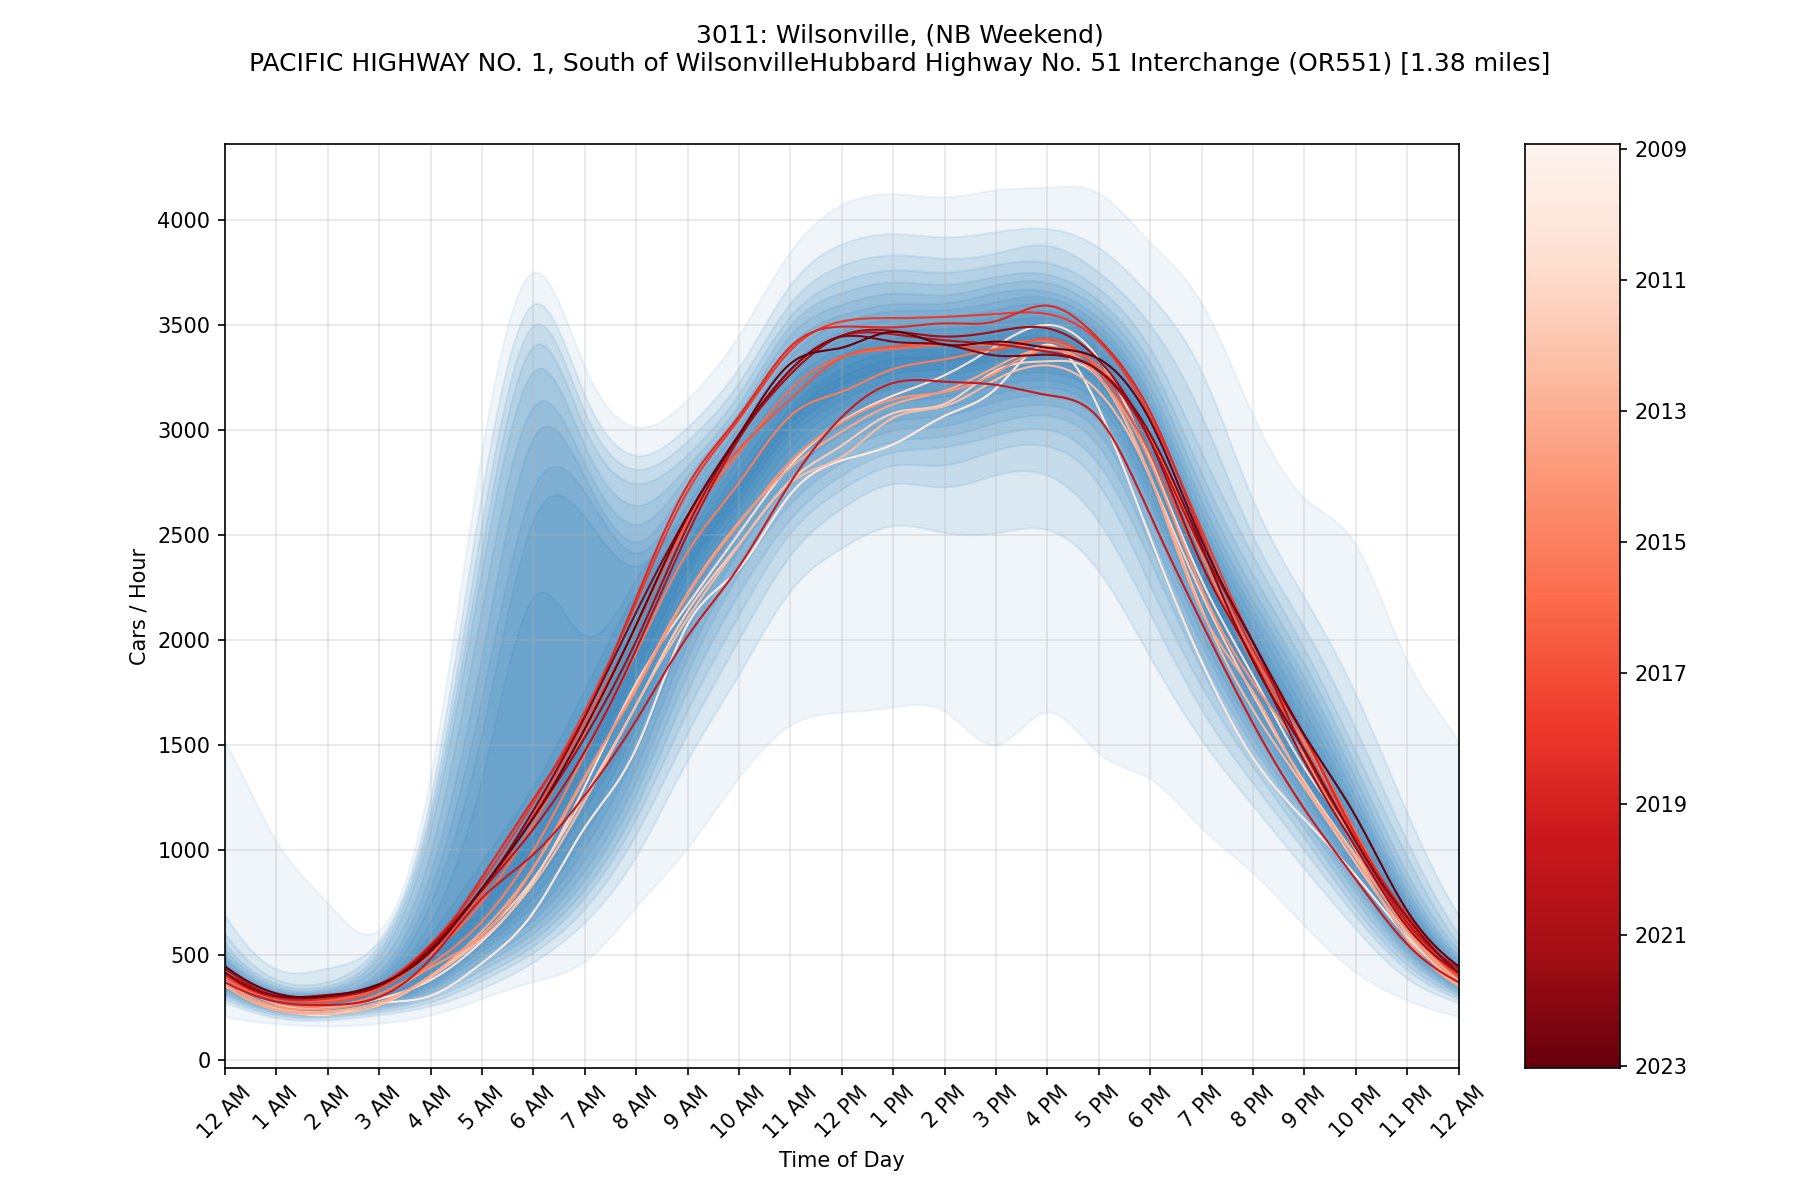 3011: Wilsonville, (NB Weekend)
PACIFIC HIGHWAY NO. 1, South of WilsonvilleHubbard Highway No. 51 Interchange (OR551) [1.38 miles]
Cars / Hour
4000
3500
3000
2500
2000
1500
1000
500
0
12 AM
1 AM
2 AM
3 AM
4 AM
5 AM
6 AM
7 AM
8 AM
9 AM
10 AM
11 AM
12 PM
1 PM
2 PM
3 PM
4 PM
5 PM
6 PM
7 PM
8 PM
9 PM
10 PM
11 PM
12 AM
Time of Day
2009
2011
2013
2015
2017
2019
2021
2023